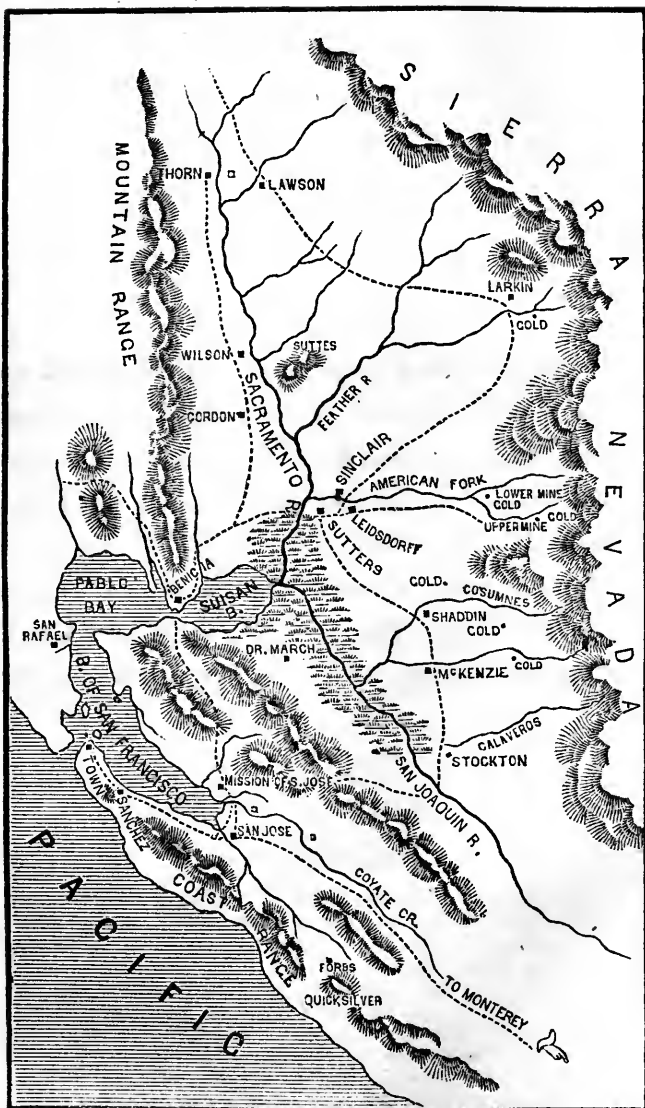 SIERRA NEVADA
MOUNTAIN RANGE
THORN
LAWSON
LARKIN
GOLD
WILSON
SUTTES
SACRAMENTO R.
FEATHER R
GORDON
SINCLAIR
AMERICAN FORK
LOWER MINE
GOLD
UPPER MINE
GOLD
LEIDSDORFF
SUTTERS
BENICIA
PABLO
BAY
SUISAN
B.
GOLD.
COSUMNES
SHADDIN
GOLD.
SAN
RAFAEL
DR. MARCH
McKENZIE
GOLD
B. OF SAN FRANCISCO
CALAVEROS
STOCKTON
SAN JOAQUIN R.
MISSION OF S. JOSE
TOWN
SANCHEZ
SAN JOSE
COAST RANGE
COYATE CR.
PACIFIC
FORBS
QUICKSILVER
TO MONTEREY